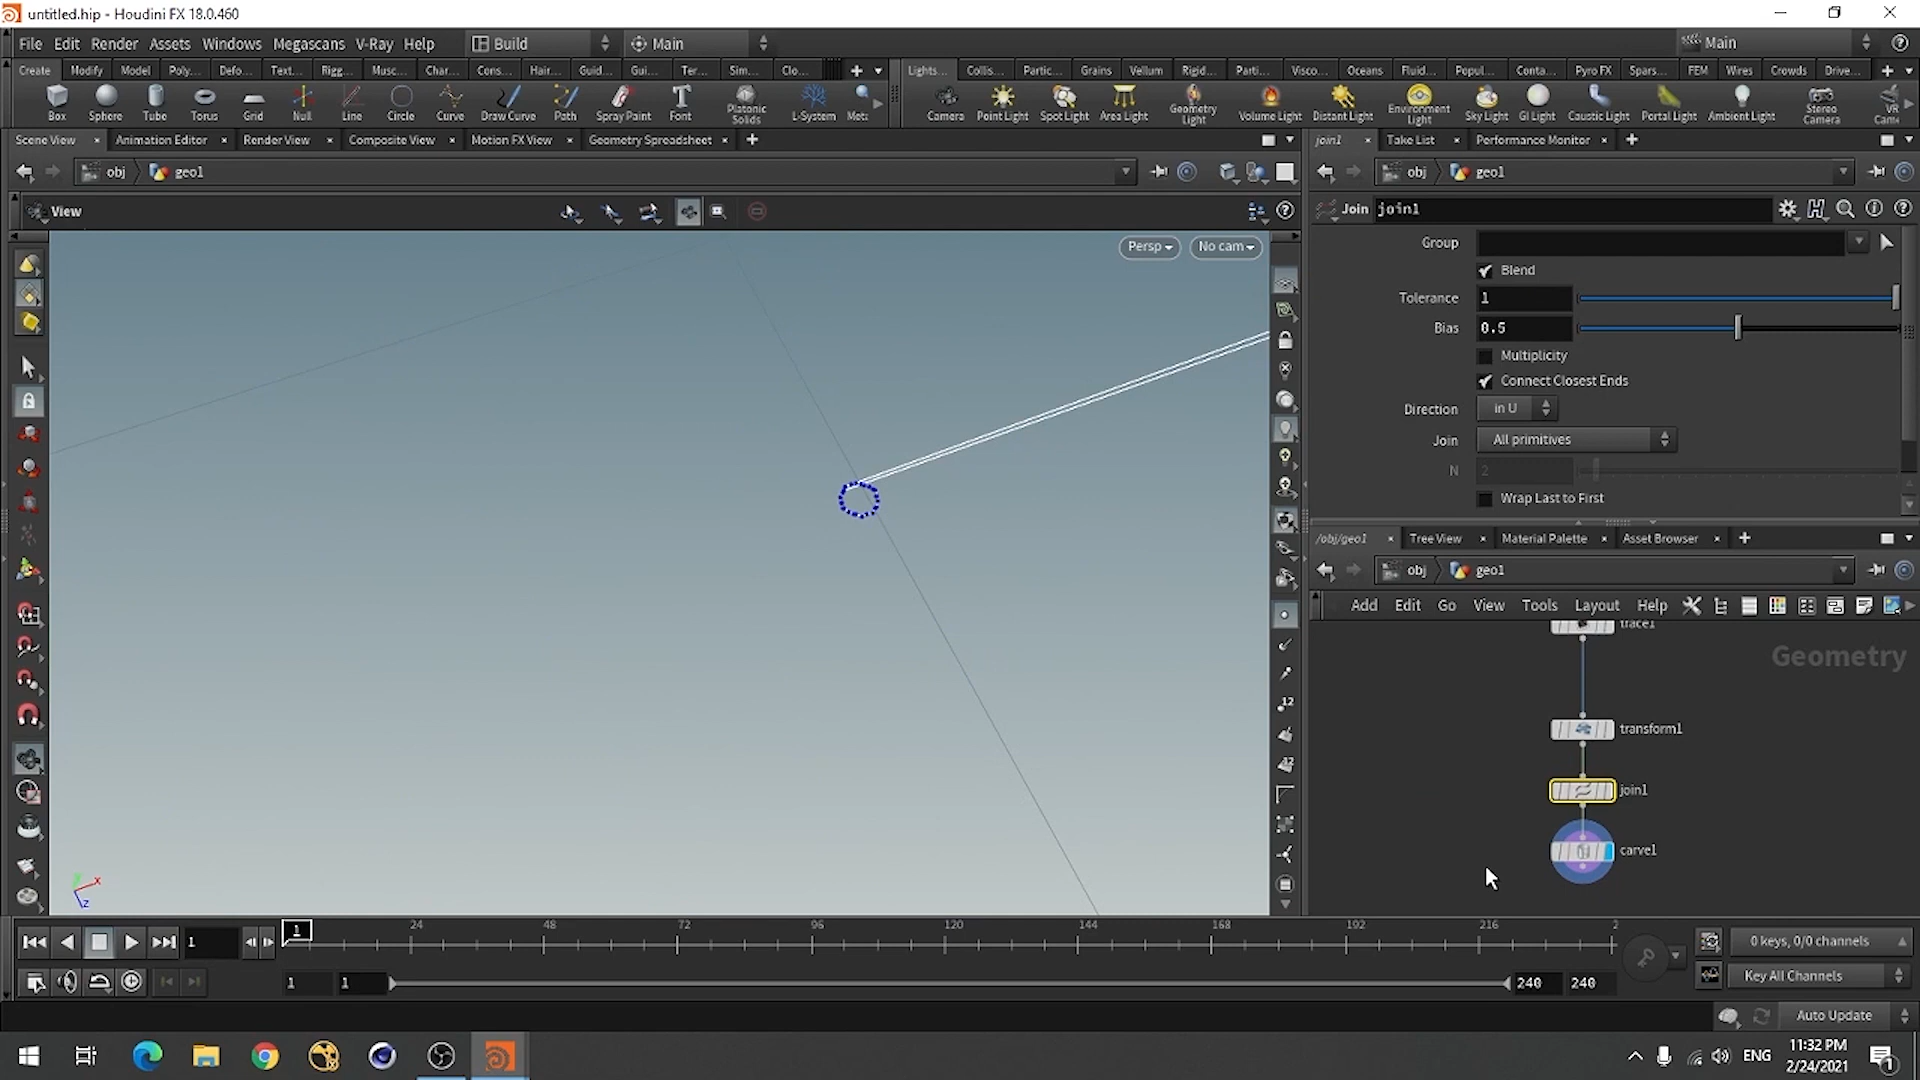 untitled.hip - Houdini FX 18.0.460
File Edit Render Assets Windows Megascans V-Ray Help Build Main Main
Create Modify Model Poly... Defo... Text... Rigg... Musc... Char... Cons... Hair... Guid... Gui... Ter... Sim... Clo... Lights... Collis... Partic... Grains Vellum Rigid... Parti... Visco... Oceans Fluid... Popul... Conta... Pyro FX Spars... FEM Wires Crowds Drive...
Box Sphere Tube Torus Grid Null Line Circle Curve Draw Curve Path Spray Paint Font Platonic Solids L-System Meta Camera Point Light Spot Light Area Light Geometry Light Volume Light Distant Light Environment Light Sky Light GI Light Caustic Light Portal Light Ambient Light Stereo Camera VR Cam
Scene View Animation Editor Render View Composite View Motion FX View Geometry Spreadsheet join1 Take List Performance Monitor
obj geo1 obj geo1
View Join join1
Persp No cam
Group
Blend
Tolerance 1
Bias 0.5
Multiplicity
Connect Closest Ends
Direction in U
Join All primitives
N 2
Wrap Last to First
/obj/geo1 Tree View Material Palette Asset Browser
obj geo1
Add Edit Go View Tools Layout Help
trace1
Geometry
transform1
join1
carve1
x
y
z
12
12
1 1 24 48 72 96 120 144 168 192 216 2
0 keys, 0/0 channels
1 1 240 240 Key All Channels
Auto Update
ENG
11:32 PM
2/24/2021
1